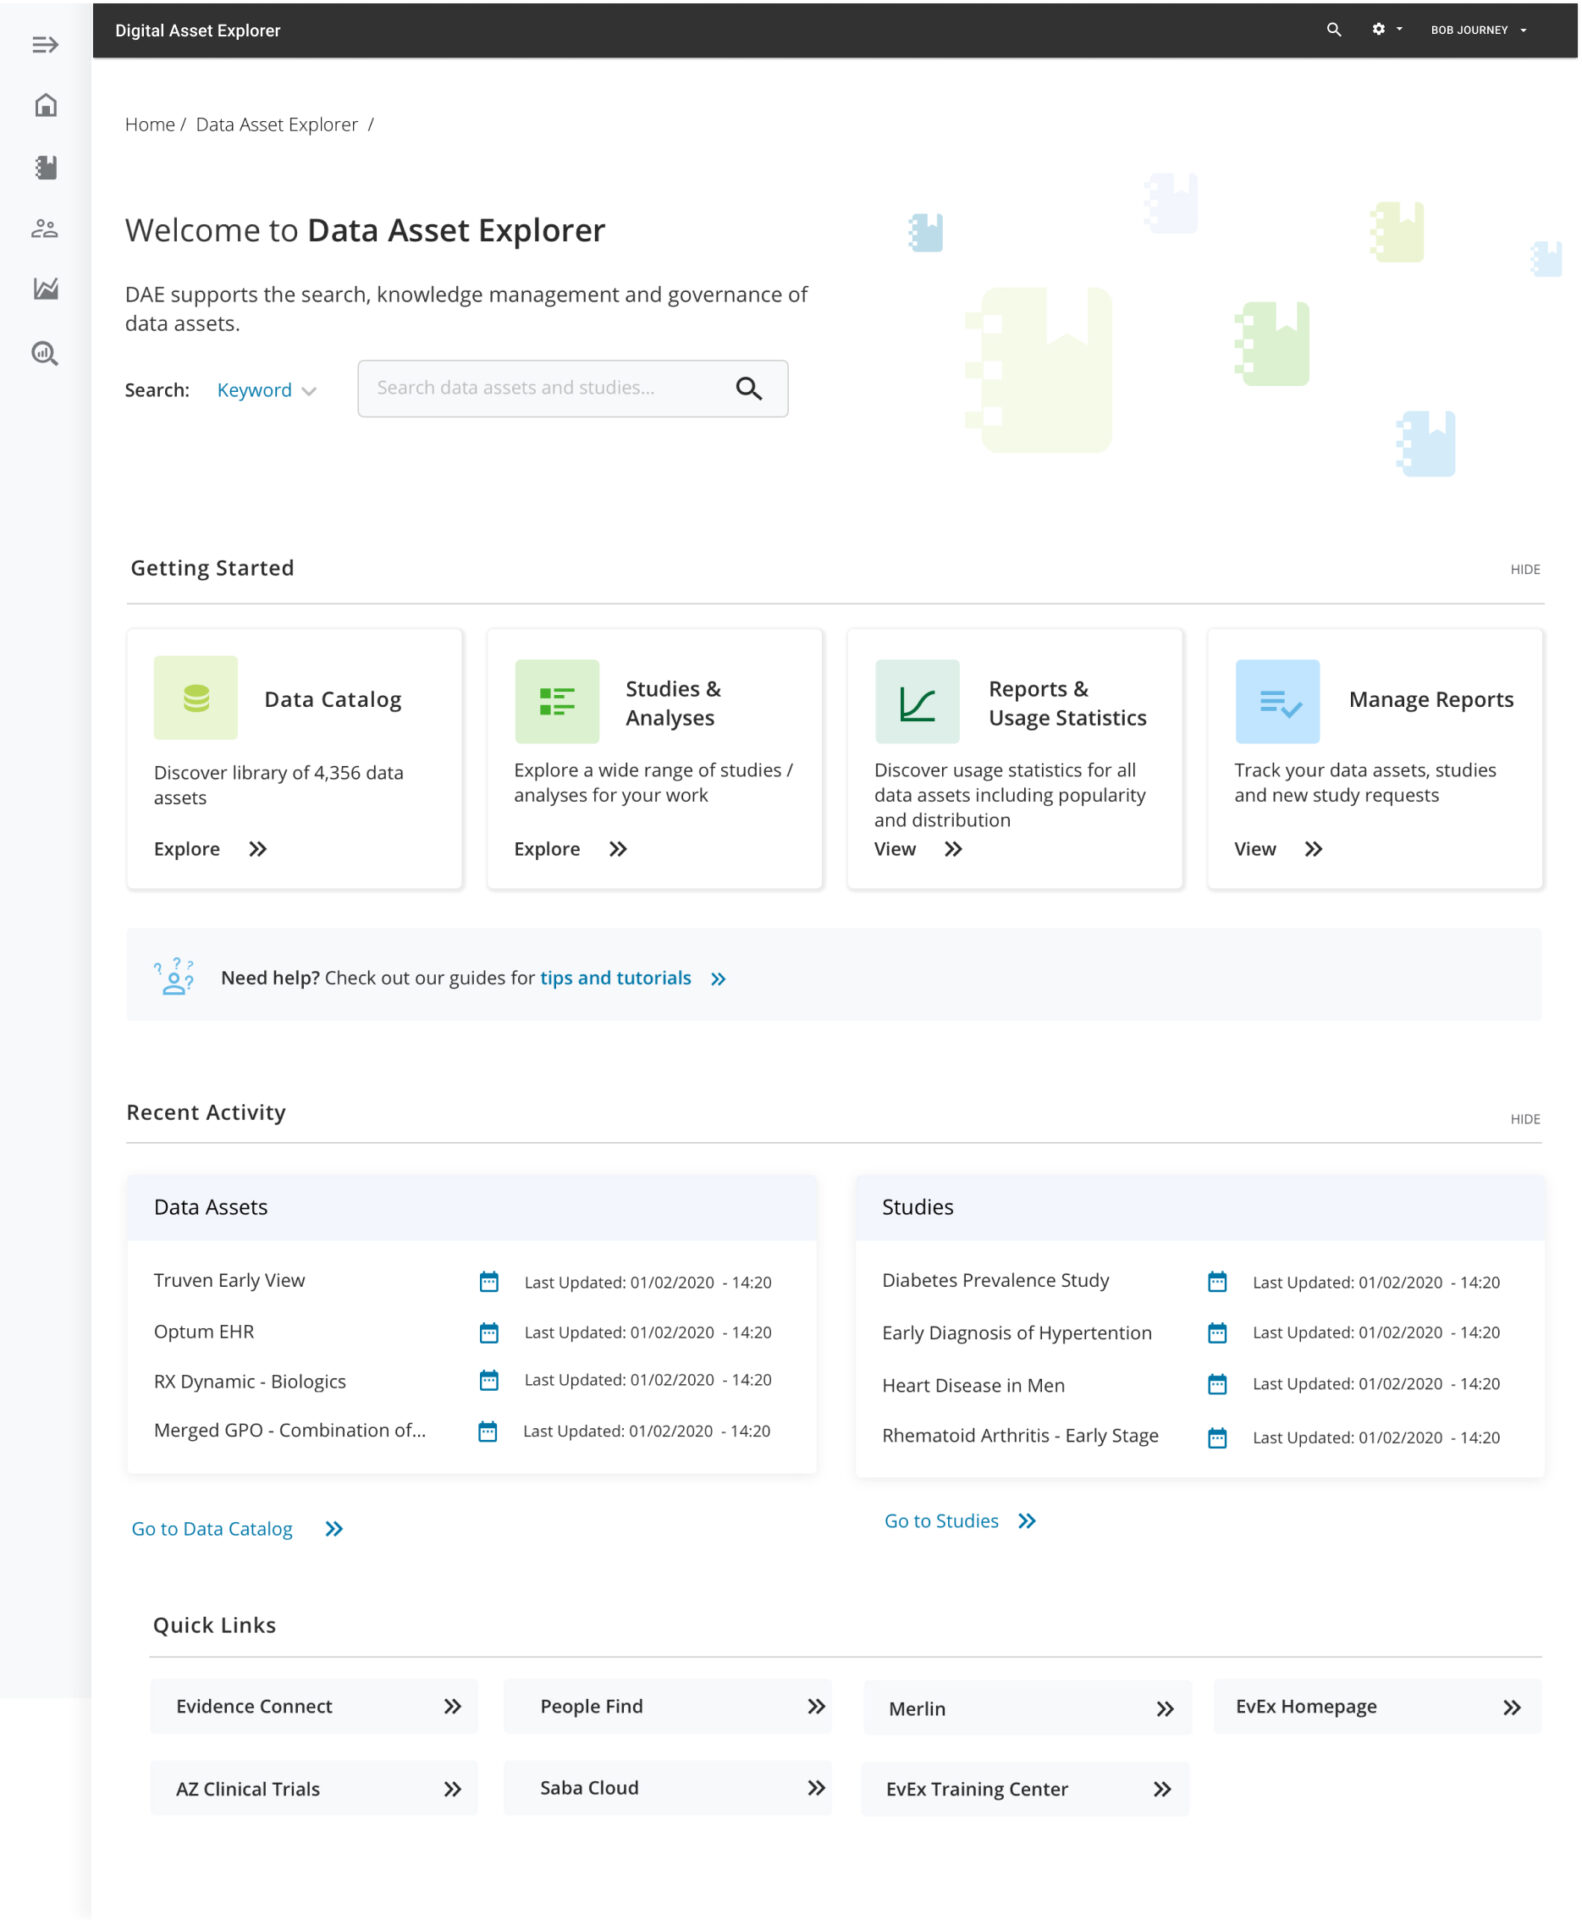 Digital Asset Explorer
BOB JOURNEY
Home / Data Asset Explorer /
Welcome to Data Asset Explorer
DAE supports the search, knowledge management and governance of
data assets.
Search: Keyword Search data assets and studies...
Getting Started
HIDE
Data Catalog
Discover library of 4,356 data
assets
Explore
Studies &
Analyses
Explore a wide range of studies /
analyses for your work
Explore
Reports &
Usage Statistics
Discover usage statistics for all
data assets including popularity
and distribution
View
Manage Reports
Track your data assets, studies
and new study requests
View
? ? ? ?
Need help? Check out our guides for tips and tutorials
Recent Activity
HIDE
Data Assets
Truven Early View Last Updated: 01/02/2020 - 14:20
Optum EHR Last Updated: 01/02/2020 - 14:20
RX Dynamic - Biologics Last Updated: 01/02/2020 - 14:20
Merged GPO - Combination of... Last Updated: 01/02/2020 - 14:20
Go to Data Catalog
Studies
Diabetes Prevalence Study Last Updated: 01/02/2020 - 14:20
Early Diagnosis of Hypertention Last Updated: 01/02/2020 - 14:20
Heart Disease in Men Last Updated: 01/02/2020 - 14:20
Rhematoid Arthritis - Early Stage Last Updated: 01/02/2020 - 14:20
Go to Studies
Quick Links
Evidence Connect
People Find
Merlin
EvEx Homepage
AZ Clinical Trials
Saba Cloud
EvEx Training Center